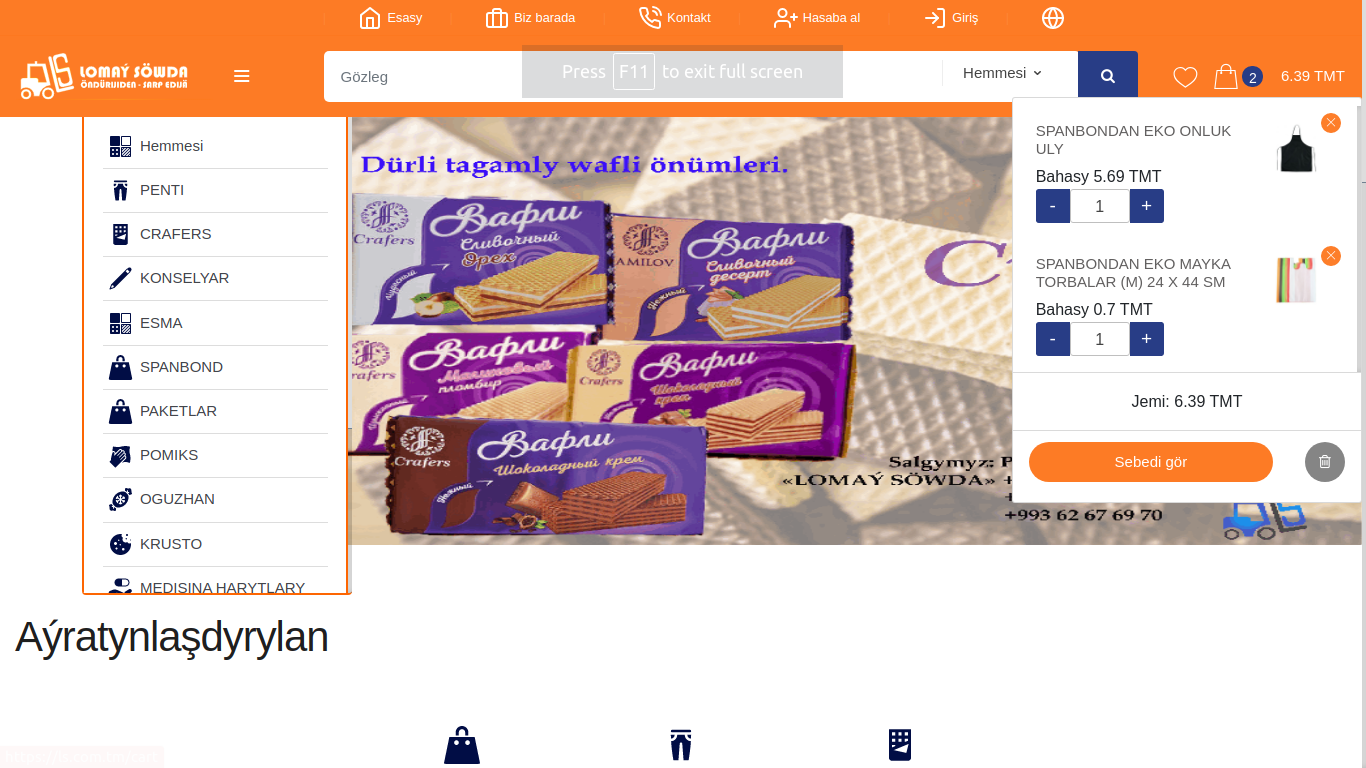 Esasy
Biz barada
Kontakt
Hasaba al
Giriş
LOMAÝ SÖWDA
ÖNDÜRIJIDEN - SARP EDIJÄ
Gözleg
Press F11 to exit full screen
Hemmesi
2
6.39 TMT
Hemmesi
PENTI
CRAFERS
KONSELYAR
ESMA
SPANBOND
PAKETLAR
POMIKS
OGUZHAN
KRUSTO
MEDISINA HARYTLARY
Dürli tagamly wafli önümleri.
Вафли
Сливочный
Орех
Crafers
Вафли
Сливочный
десерт
AMILOV
Нежный
Вафли
Малиновый
пломбир
Вафли
Шоколадный
крем
Crafers
Вафли
Шоколадный крем
Crafers
Нежный
Salgymyz: P
«LOMAÝ SÖWDA» +
+
+993 62 67 69 70
SPANBONDAN EKO ONLUK
ULY
Bahasy 5.69 TMT
- 1 +
SPANBONDAN EKO MAYKA
TORBALAR (M) 24 X 44 SM
Bahasy 0.7 TMT
- 1 +
Jemi: 6.39 TMT
Sebedi gör
Aýratynlaşdyrylan